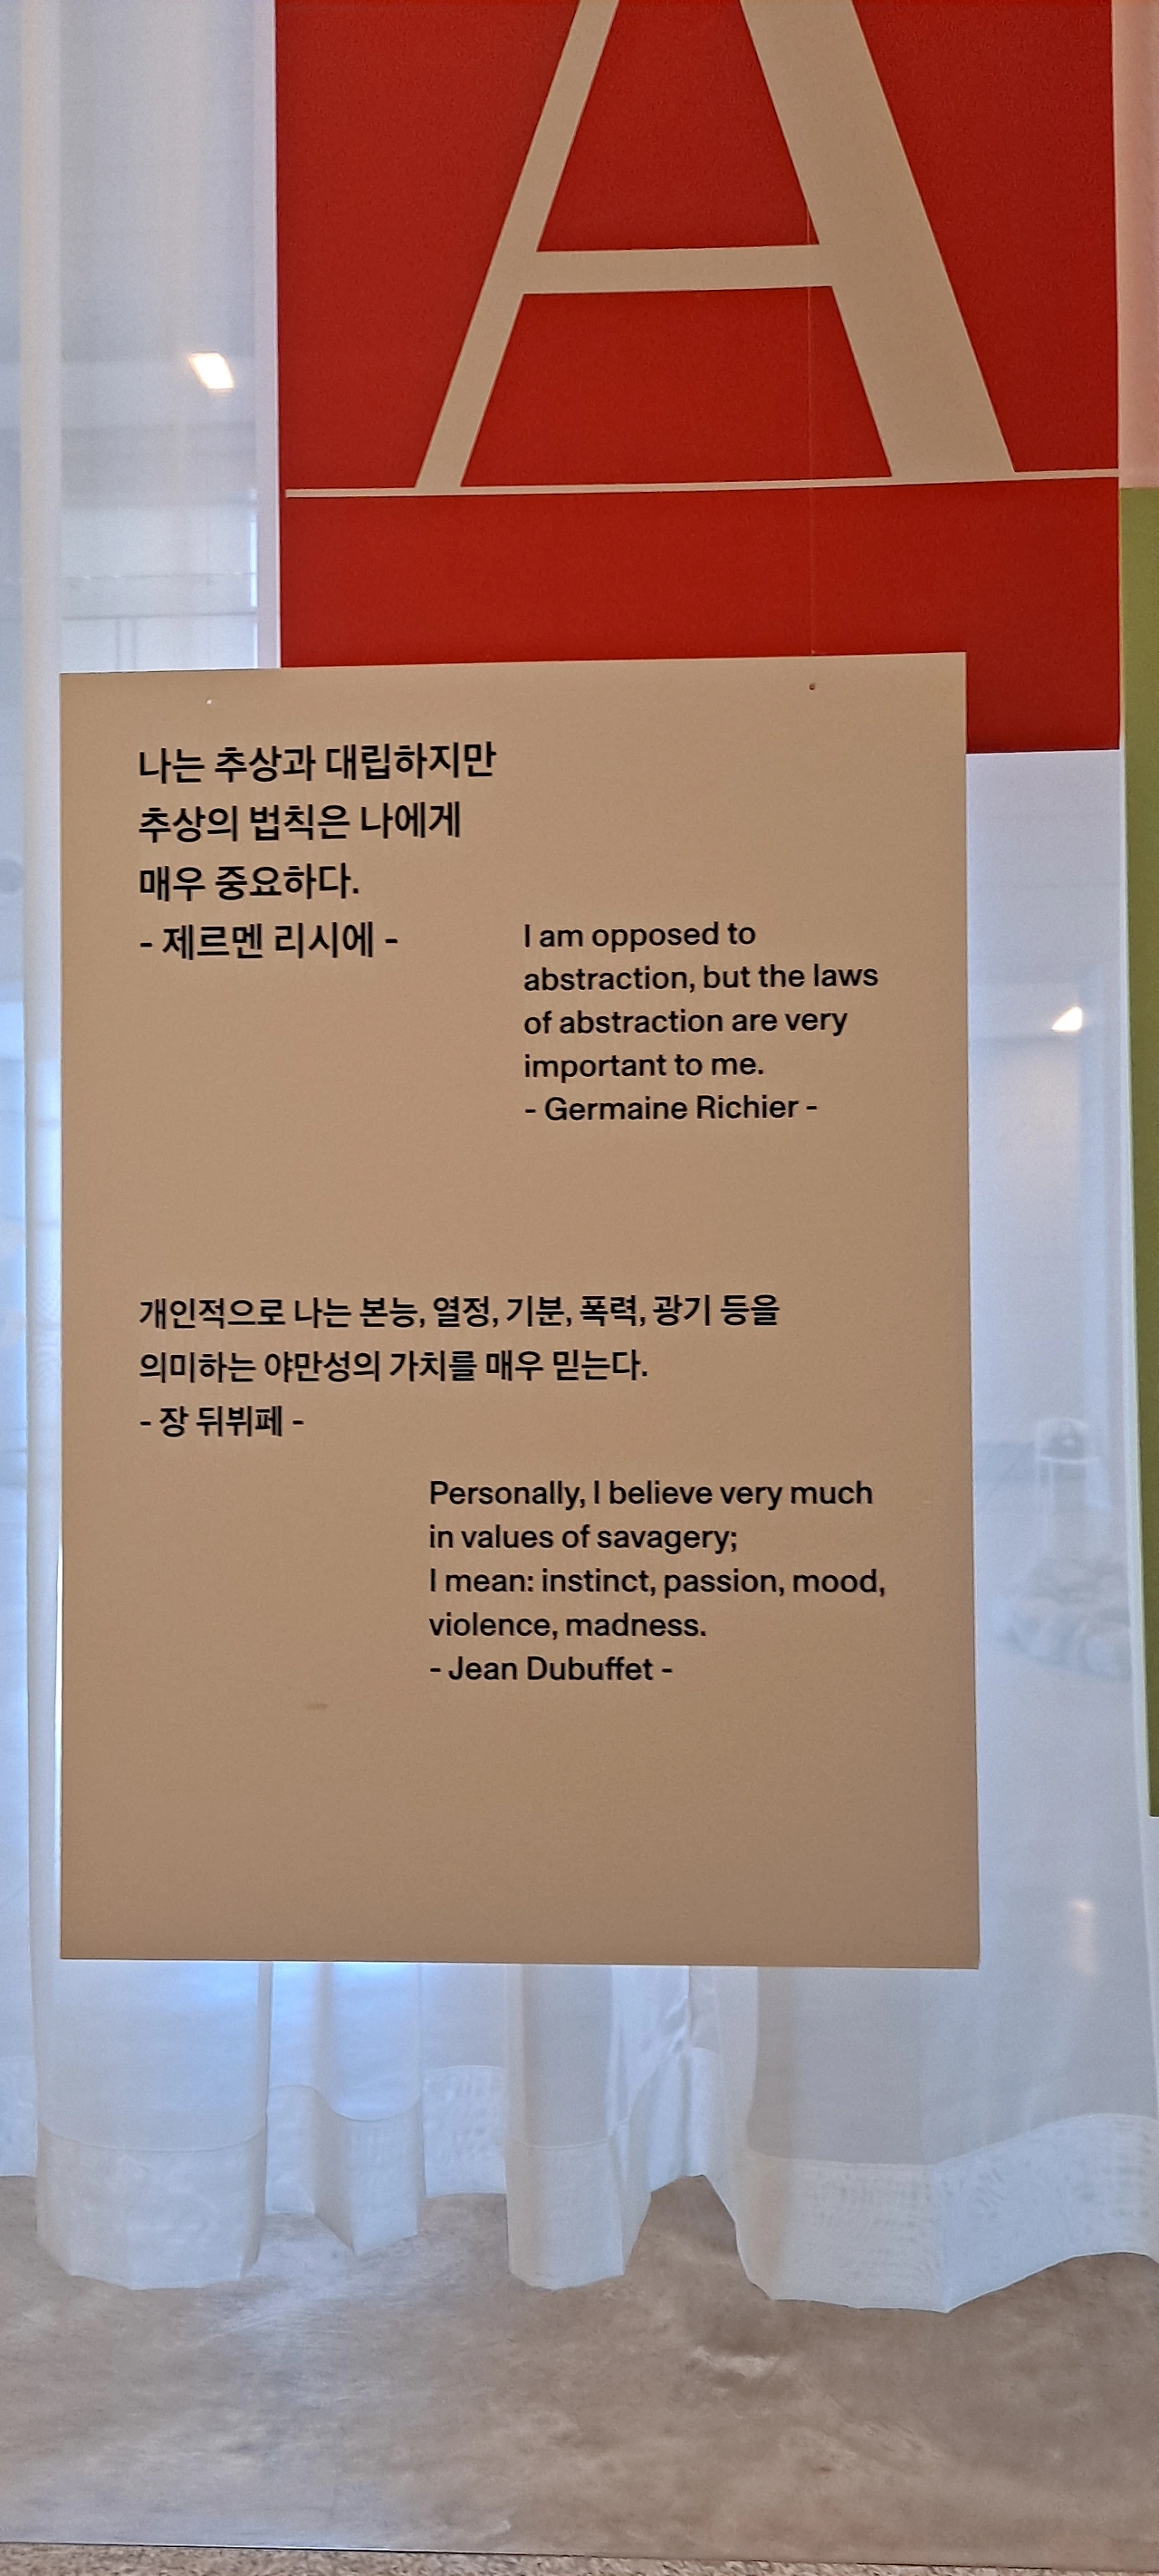 A
나는 추상과 대립하지만
추상의 법칙은 나에게
매우 중요하다.
- 제르멘 리시에 -
I am opposed to
abstraction, but the laws
of abstraction are very
important to me.
- Germaine Richier -
개인적으로 나는 본능, 열정, 기분, 폭력, 광기 등을
의미하는 야만성의 가치를 매우 믿는다.
- 장 뒤뷔페 -
Personally, I believe very much
in values of savagery;
I mean: instinct, passion, mood,
violence, madness.
- Jean Dubuffet -